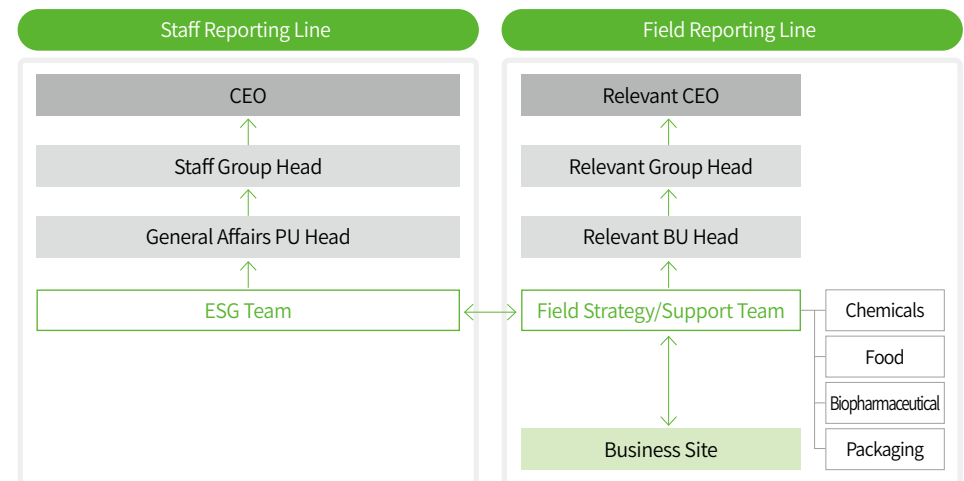 Staff Reporting Line
CEO
Staff Group Head
General Affairs PU Head
ESG Team
Field Reporting Line
Relevant CEO
Relevant Group Head
Relevant BU Head
Field Strategy/Support Team
Business Site
Chemicals
Food
Biopharmaceutical
Packaging